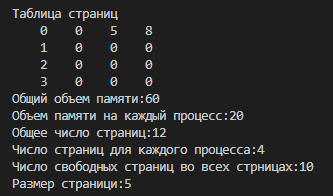 Таблица страниц
0 0 5 8
1 0 0 0
2 0 0 0
3 0 0 0
Общий объем памяти:60
Объем памяти на каждый процесс:20
Общее число страниц:12
Число страниц для каждого процесса:4
Число свободных страниц во всех стрницах:10
Размер страници:5